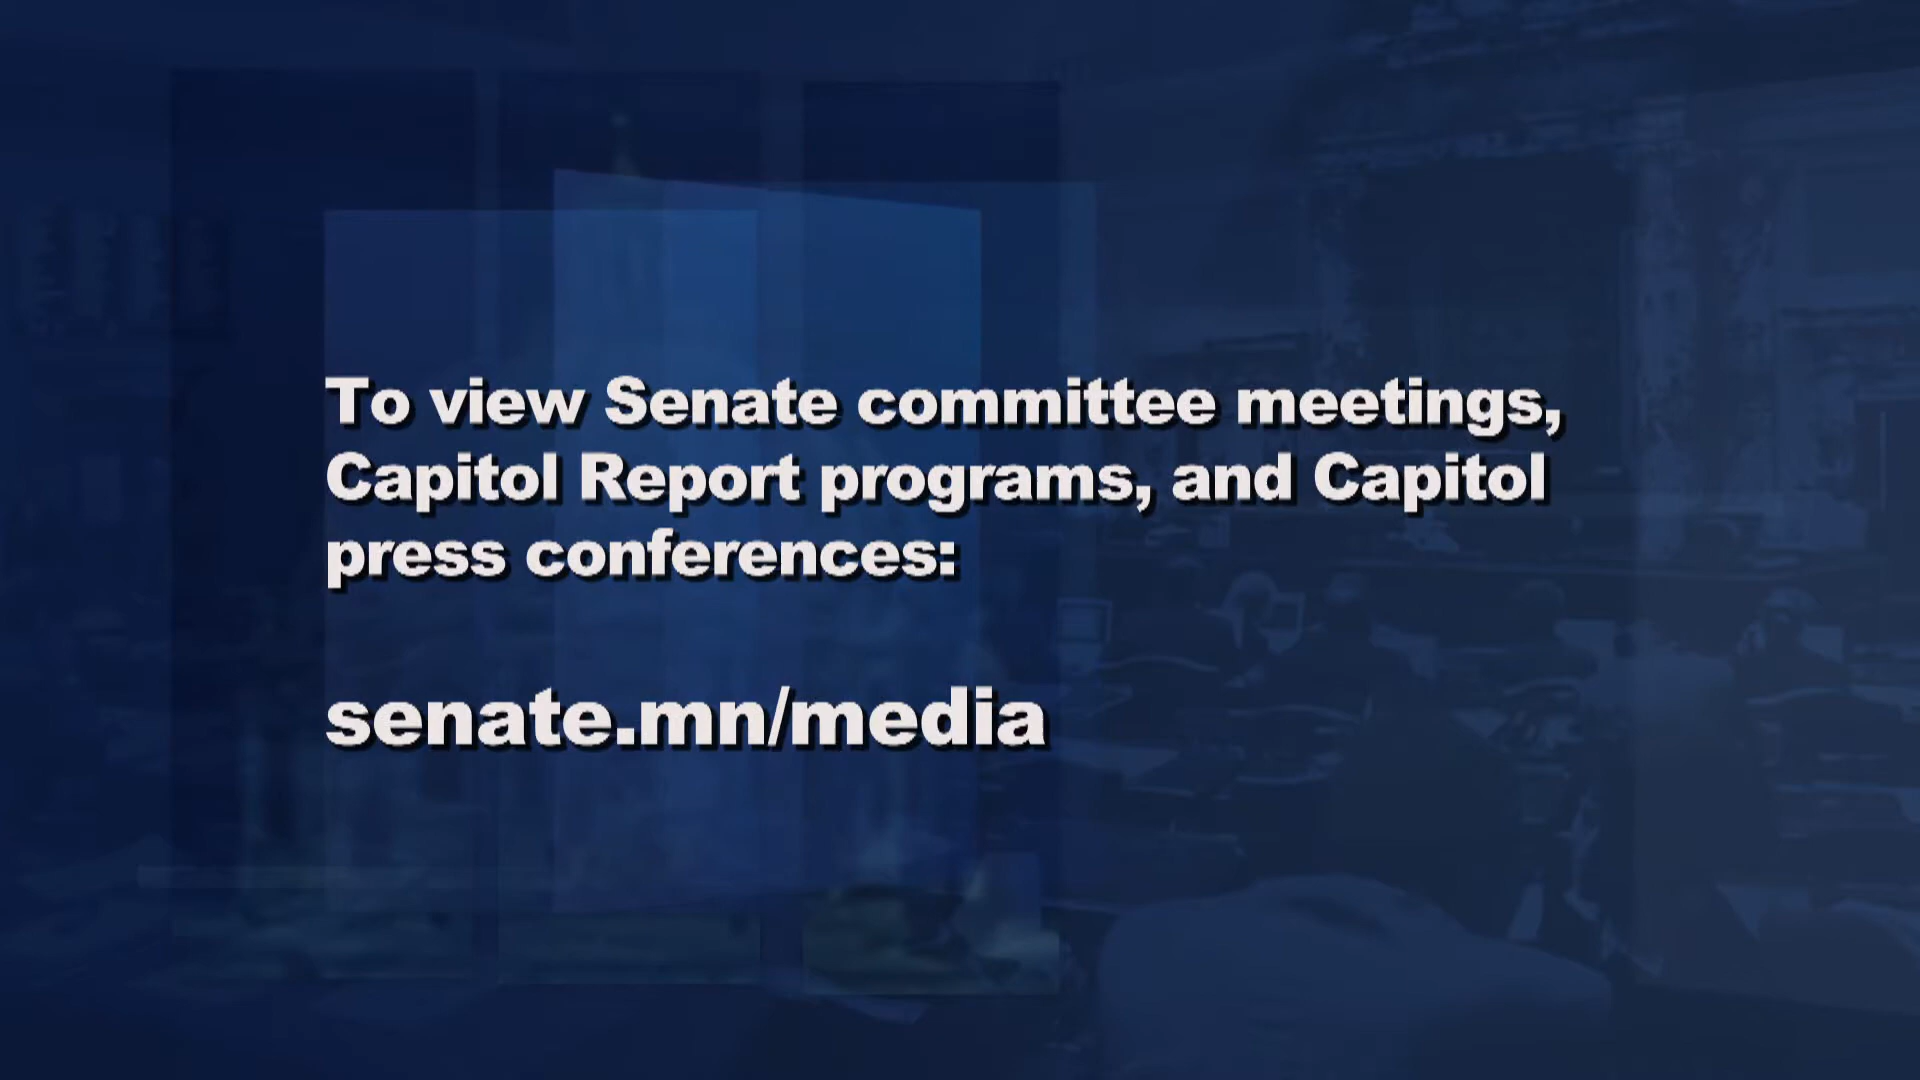 To view Senate committee meetings,
Capitol Report programs, and Capitol
press conferences:
senate.mn/media